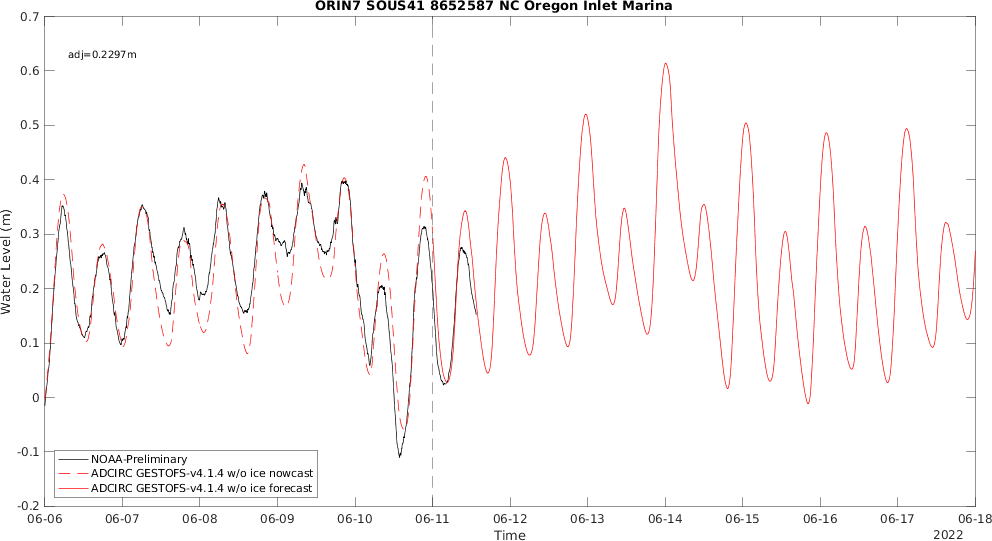 ORIN7 SOUS41 8652587 NC Oregon Inlet Marina
adj=0.2297m
0.7
0.6
0.5
0.4
0.3
0.2
0.1
0
-0.1
-0.2
Water Level (m)
NOAA-Preliminary
ADCIRC GESTOFS-v4.1.4 w/o ice nowcast
ADCIRC GESTOFS-v4.1.4 w/o ice forecast
06-06 06-07 06-08 06-09 06-10 06-11 06-12 06-13 06-14 06-15 06-16 06-17 06-18
Time
2022